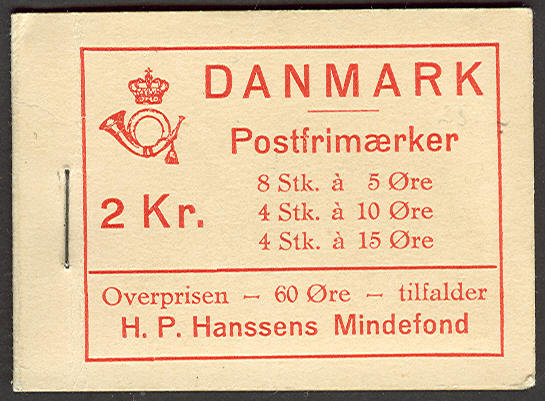 DANMARK
Postfrimærker
2 Kr.
8 Stk. à 5 Øre
4 Stk. à 10 Øre
4 Stk. à 15 Øre
Overprisen – 60 Øre – tilfalder
H. P. Hanssens Mindefond